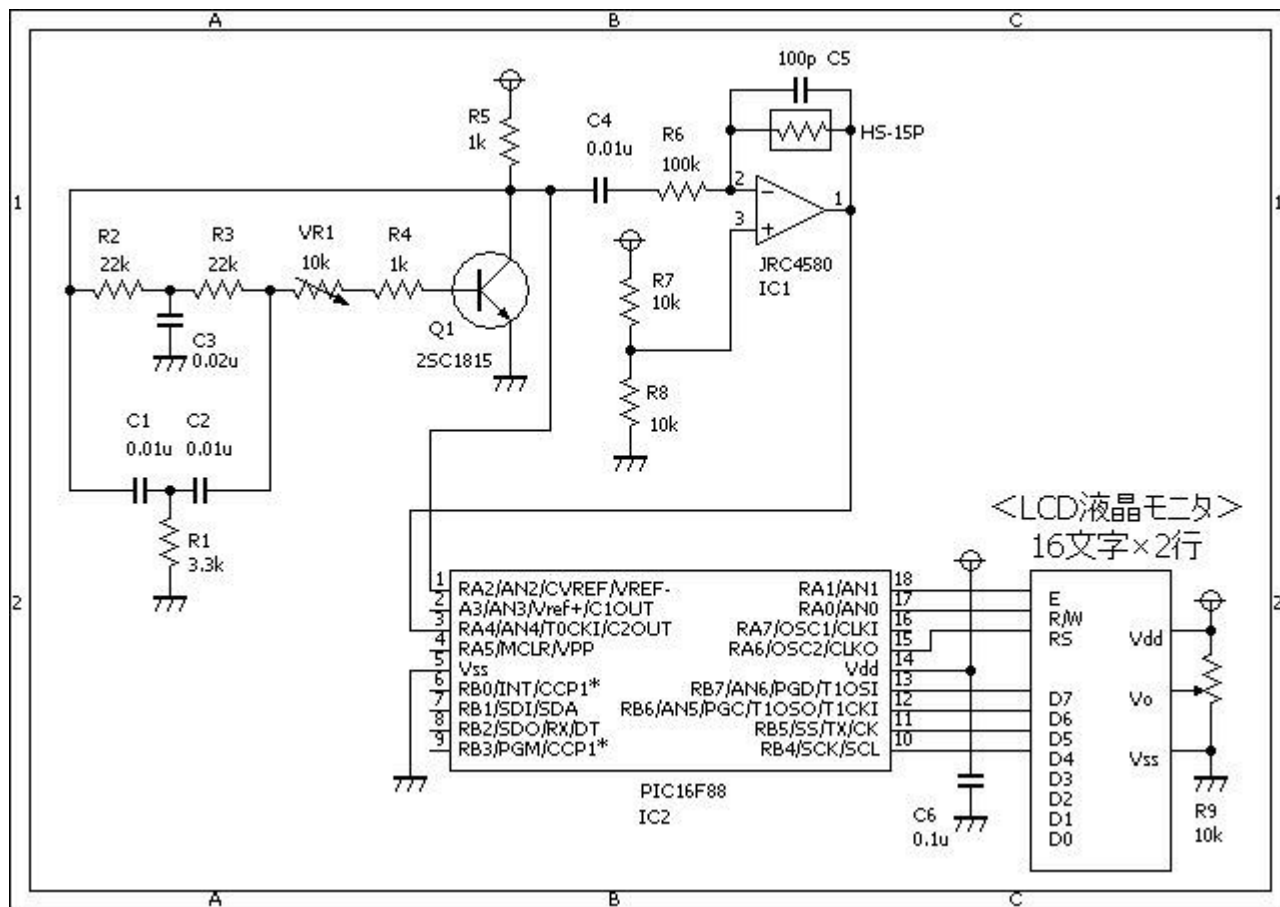 A
B
C
100p C5
R5
1k
C4
0.01u
R6
100k
HS-15P
1
2
3
1
1
R2
22k
R3
22k
VR1
10k
R4
1k
JRC4580
IC1
R7
10k
Q1
2SC1815
C3
0.02u
R8
10k
C1
0.01u
C2
0.01u
R1
3.3k
<LCD液晶モニタ>
16文字×2行
2
2
1 RA2/AN2/CVREF/VREF-
2 A3/AN3/Vref+/C1OUT
3 RA4/AN4/T0CKI/C2OUT
4 RA5/MCLR/VPP
5 Vss
6 RB0/INT/CCP1*
7 RB1/SDI/SDA
8 RB2/SDO/RX/DT
9 RB3/PGM/CCP1*
RA1/AN1 18
RA0/AN0 17
RA7/OSC1/CLKI 16
RA6/OSC2/CLKO 15
Vdd 14
RB7/AN6/PGD/T1OSI 13
RB6/AN5/PGC/T1OSO/T1CKI 12
RB5/SS/TX/CK 11
RB4/SCK/SCL 10
PIC16F88
IC2
C6
0.1u
E
R/W
RS
D7
D6
D5
D4
D3
D2
D1
D0
Vdd
Vo
Vss
R9
10k
A
B
C